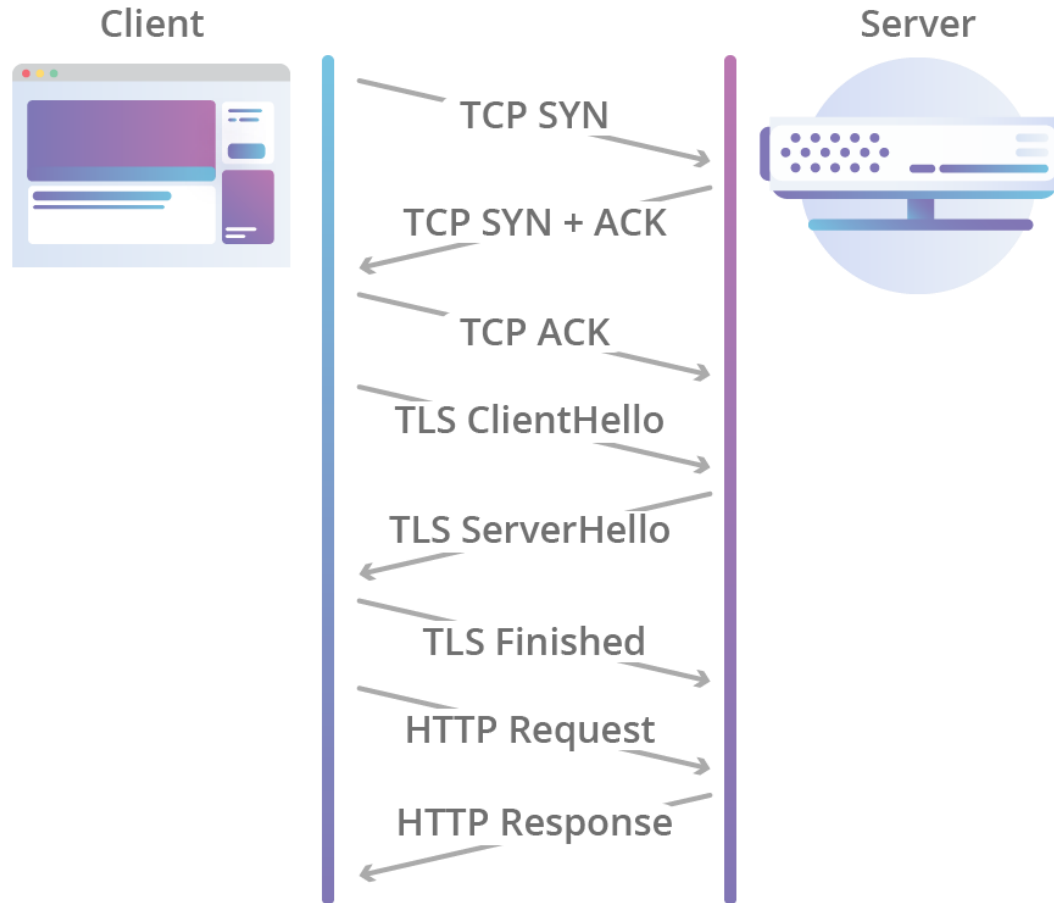 Client
Server
TCP SYN
TCP SYN + ACK
TCP ACK
TLS ClientHello
TLS ServerHello
TLS Finished
HTTP Request
HTTP Response